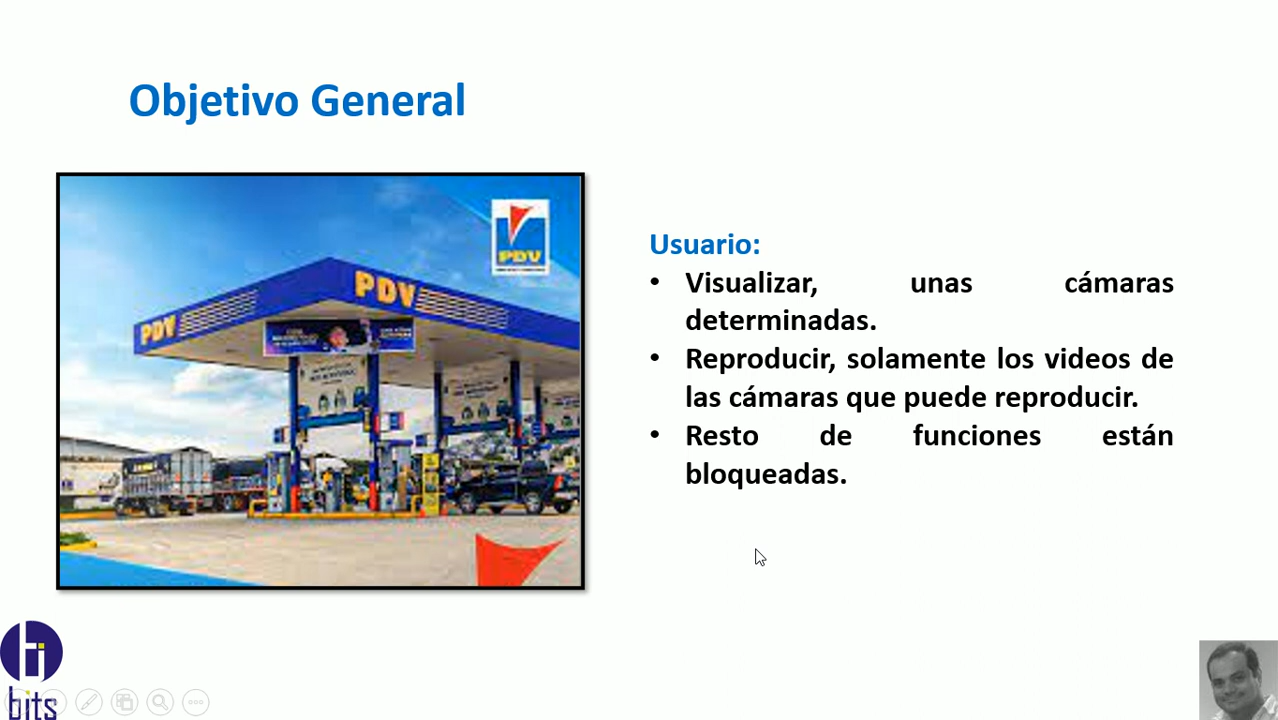 Objetivo General
PDV
PDV
PDV
Usuario:
• Visualizar, unas cámaras
determinadas.
• Reproducir, solamente los videos de
las cámaras que puede reproducir.
• Resto de funciones están
bloqueadas.
bits